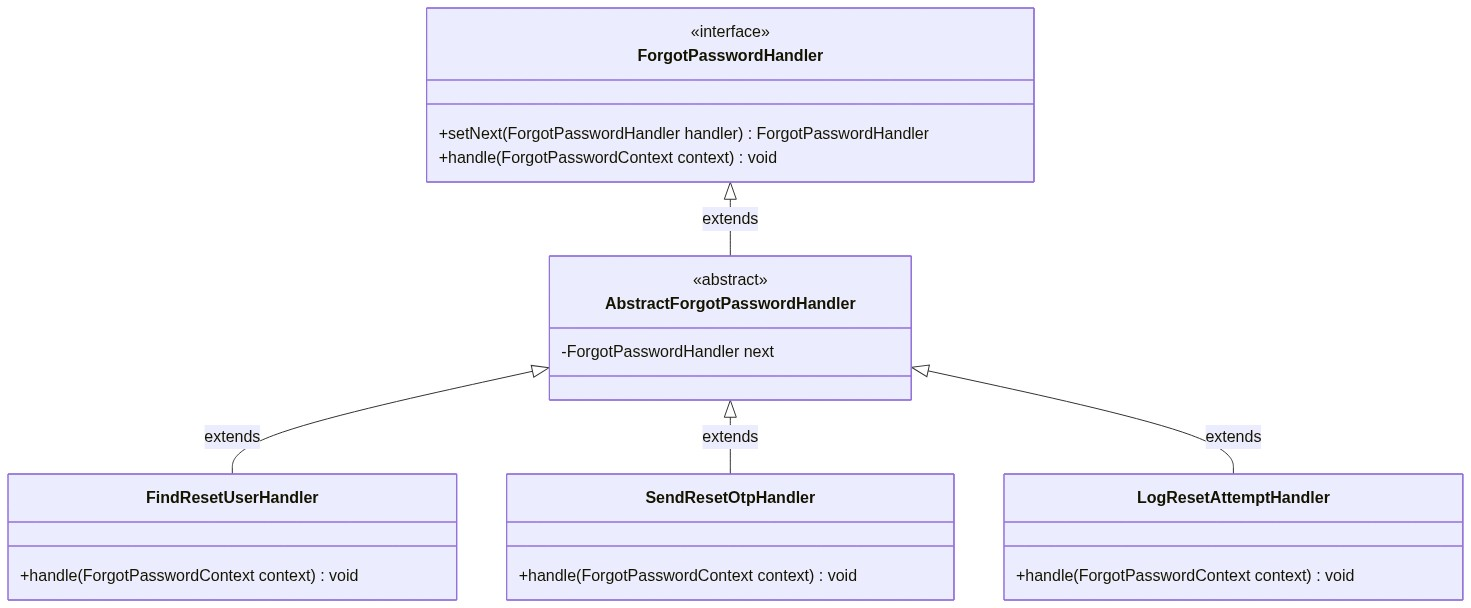 «interface»
ForgotPasswordHandler
+setNext(ForgotPasswordHandler handler) : ForgotPasswordHandler
+handle(ForgotPasswordContext context) : void
extends
«abstract»
AbstractForgotPasswordHandler
-ForgotPasswordHandler next
extends
extends
extends
FindResetUserHandler
+handle(ForgotPasswordContext context) : void
SendResetOtpHandler
+handle(ForgotPasswordContext context) : void
LogResetAttemptHandler
+handle(ForgotPasswordContext context) : void